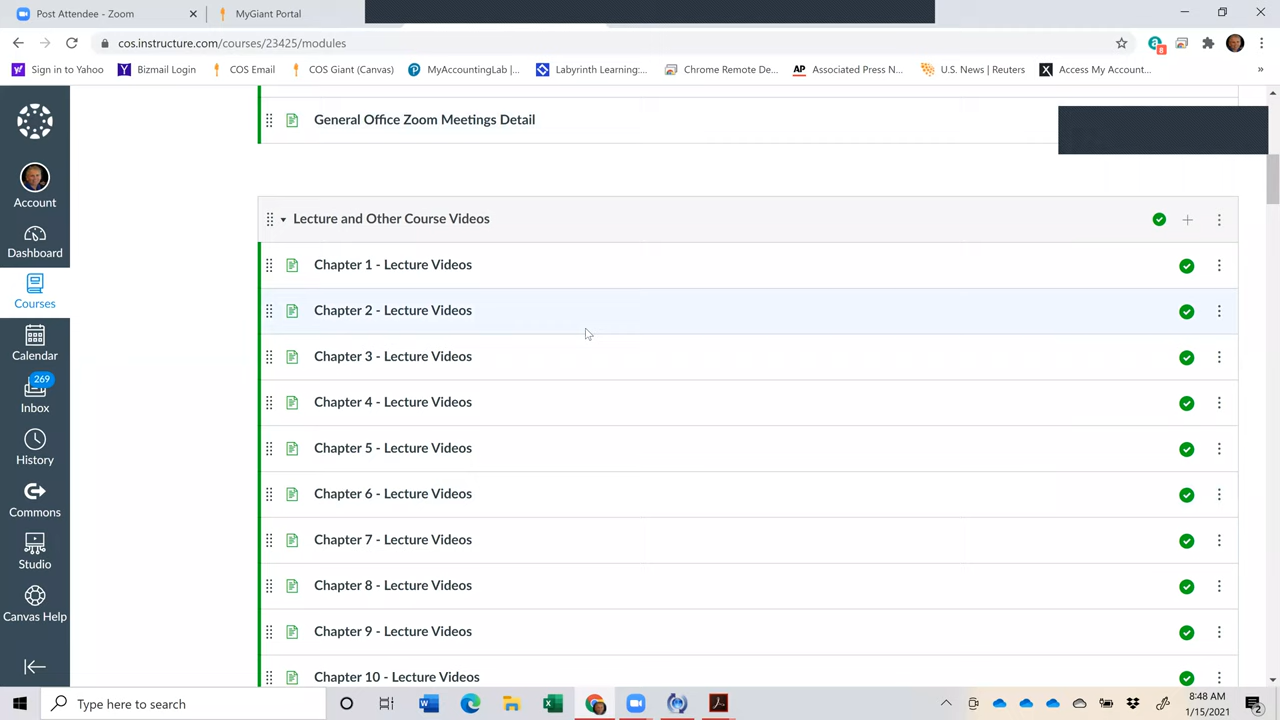 Post Attendee - Zoom
MyGiant Portal
cos.instructure.com/courses/23425/modules
8
Sign in to Yahoo
Bizmail Login
COS Email
COS Giant (Canvas)
MyAccountingLab |...
Labyrinth Learning:...
Chrome Remote De...
AP
Associated Press N...
U.S. News | Reuters
X
Access My Account...
General Office Zoom Meetings Detail
Account
Dashboard
Courses
Calendar
269
Inbox
History
Commons
Studio
Canvas Help
Lecture and Other Course Videos
Chapter 1 - Lecture Videos
Chapter 2 - Lecture Videos
Chapter 3 - Lecture Videos
Chapter 4 - Lecture Videos
Chapter 5 - Lecture Videos
Chapter 6 - Lecture Videos
Chapter 7 - Lecture Videos
Chapter 8 - Lecture Videos
Chapter 9 - Lecture Videos
Chapter 10 - Lecture Videos
Type here to search
8:48 AM
1/15/2021
2